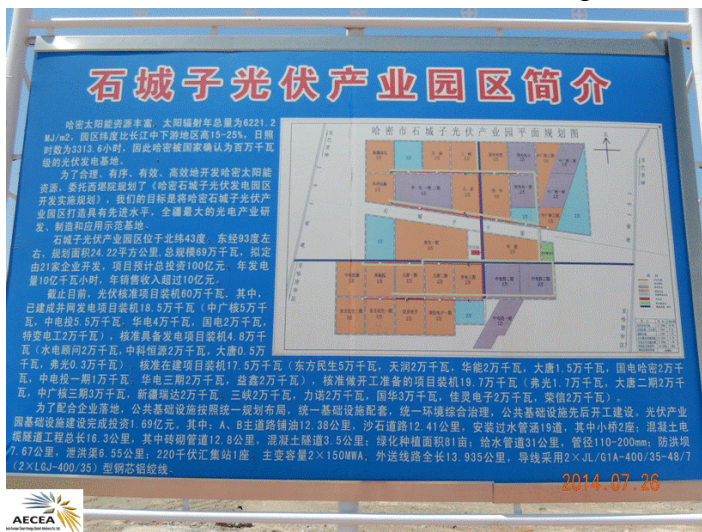 石城子光伏产业园区简介
哈密太阳能资源丰富，太阳辐射年总量为6221.2
MJ/m2，园区纬度比长江中下游地区高15-25%，日照
时数为3313.6小时，因此哈密被国家确认为百万千瓦
级的光伏发电基地。
为了合理、有序、有效、高效地开发哈密太阳能
资源，委托西堪院规划了《哈密石城子光伏发电园区
开发实施规划》，我们的目标是将哈密石城子光伏产
业园区打造具有先进水平，全疆最大的光电产业研
发、制造和应用示范基地。
石城子光伏产业园区位于北纬43度，东经93度左
右，规划面积24.22平方公里，总规模69万千瓦，拟定
由21家企业开发，项目预计总投资100亿元，年发电
量10亿千瓦小时，年销售收入超过10亿元。
截止目前，光伏核准项目装机60万千瓦，其中，
已建成并网发电项目装机18.5万千瓦（中广核5万千
瓦，中电投5.5万千瓦，华电4万千瓦，国电2万千瓦，
特变电工2万千瓦），核准具备发电项目装机4.8万千
瓦（水电顾问2万千瓦，中科恒源2万千瓦，大唐0.5万
千瓦，弗光0.3万千瓦），核准在建项目装机17.5万千瓦（东方民生5万千瓦，天润2万千瓦，华能2万千瓦，大唐1.5万千瓦，国电哈密2万千
瓦，中电投一期1万千瓦，华电三期2万千瓦，益鑫2万千瓦），核准做开工准备的项目装机19.7万千瓦（弗光1.7万千瓦，大唐二期2万千
瓦，中广核三期3万千瓦，新疆瑞达2万千瓦，三峡2万千瓦，力诺2万千瓦，国华3万千瓦，佳灵电子2万千瓦，荣信2万千瓦）。
为了配合企业落地，公共基础设施按照统一规划布局，统一基础设施配套，统一环境综合治理，公共基础设施先后开工建设。光伏产业
园基础设施建设完成投资1.69亿元。其中：A、B主道路铺油12.38公里，沙石道路12.41公里，安装过水管涵19道，其中小桥2座；混凝土电
缆隧道工程总长16.3公里，其中砖砌管道12.8公里，混凝土隧道3.5公里；绿化种植面积81亩；给水管道31公里，管径110-200mm；防洪坝
7.67公里，泄洪渠6.55公里；220千伏汇集站1座，主变容量2×150MWA，外送线路全长13.935公里，导线采用2×JL/G1A-400/35-48/7
（2×LGJ-400/35）型钢芯铝绞线。
哈密市石城子光伏产业园平面规划图
2014.07.26
AECEA